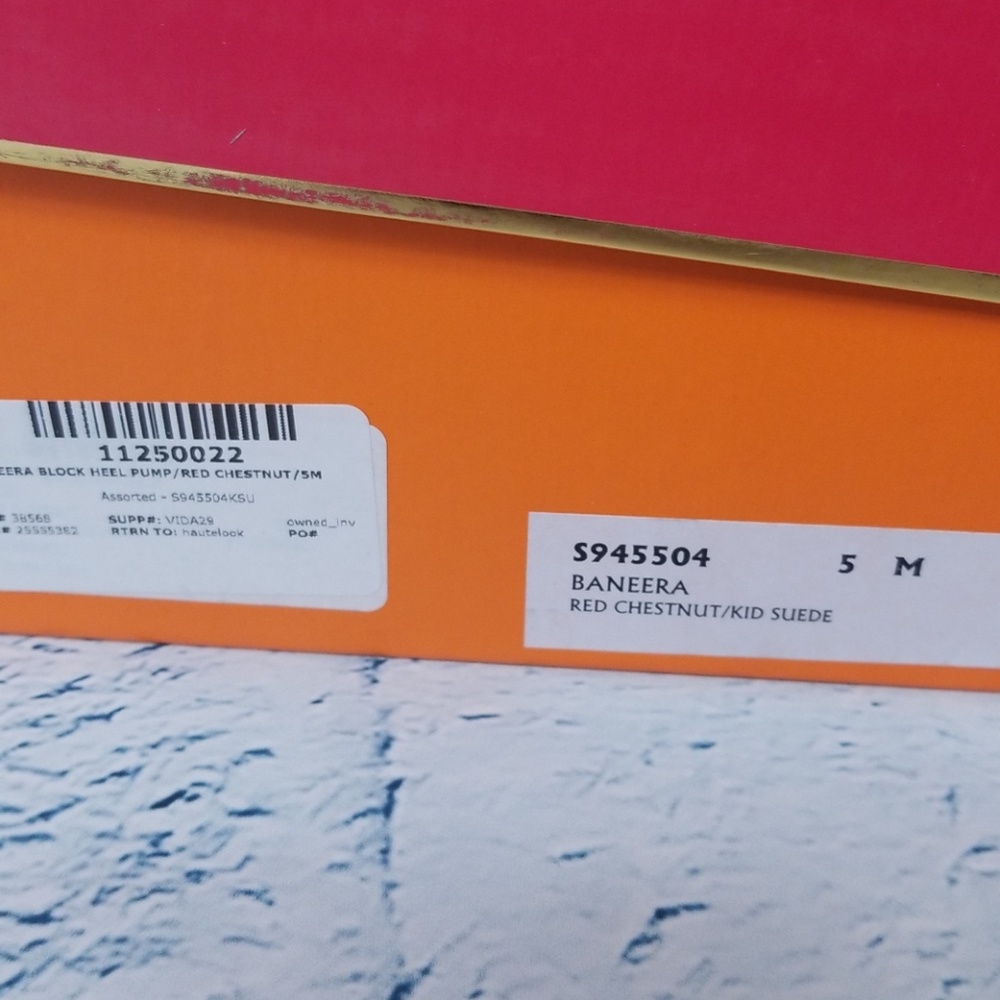 11250022
EERA BLOCK HEEL PUMP/RED CHESTNUT/5M
Assorted - S945504KSU
# 38568 SUPP#: VIDA29 owned_inv
# 25555382 RTRN TO: hautelook PO#
S945504 5 M
BANEERA
RED CHESTNUT/KID SUEDE